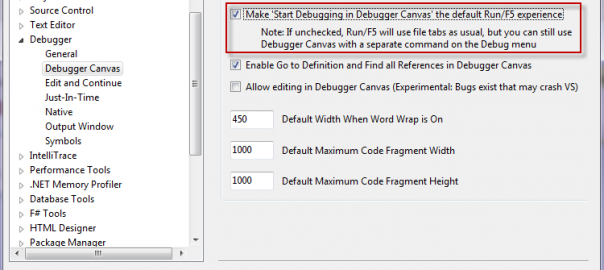 Source Control
Text Editor
Debugger
General
Debugger Canvas
Edit and Continue
Just-In-Time
Native
Output Window
Symbols
IntelliTrace
Performance Tools
.NET Memory Profiler
Database Tools
F# Tools
HTML Designer
Package Manager
Make 'Start Debugging in Debugger Canvas' the default Run/F5 experience
Note: If unchecked, Run/F5 will use file tabs as usual, but you can still use
Debugger Canvas with a separate command on the Debug menu
Enable Go to Definition and Find all References in Debugger Canvas
Allow editing in Debugger Canvas (Experimental: Bugs exist that may crash VS)
450 Default Width When Word Wrap is On
1000 Default Maximum Code Fragment Width
1000 Default Maximum Code Fragment Height